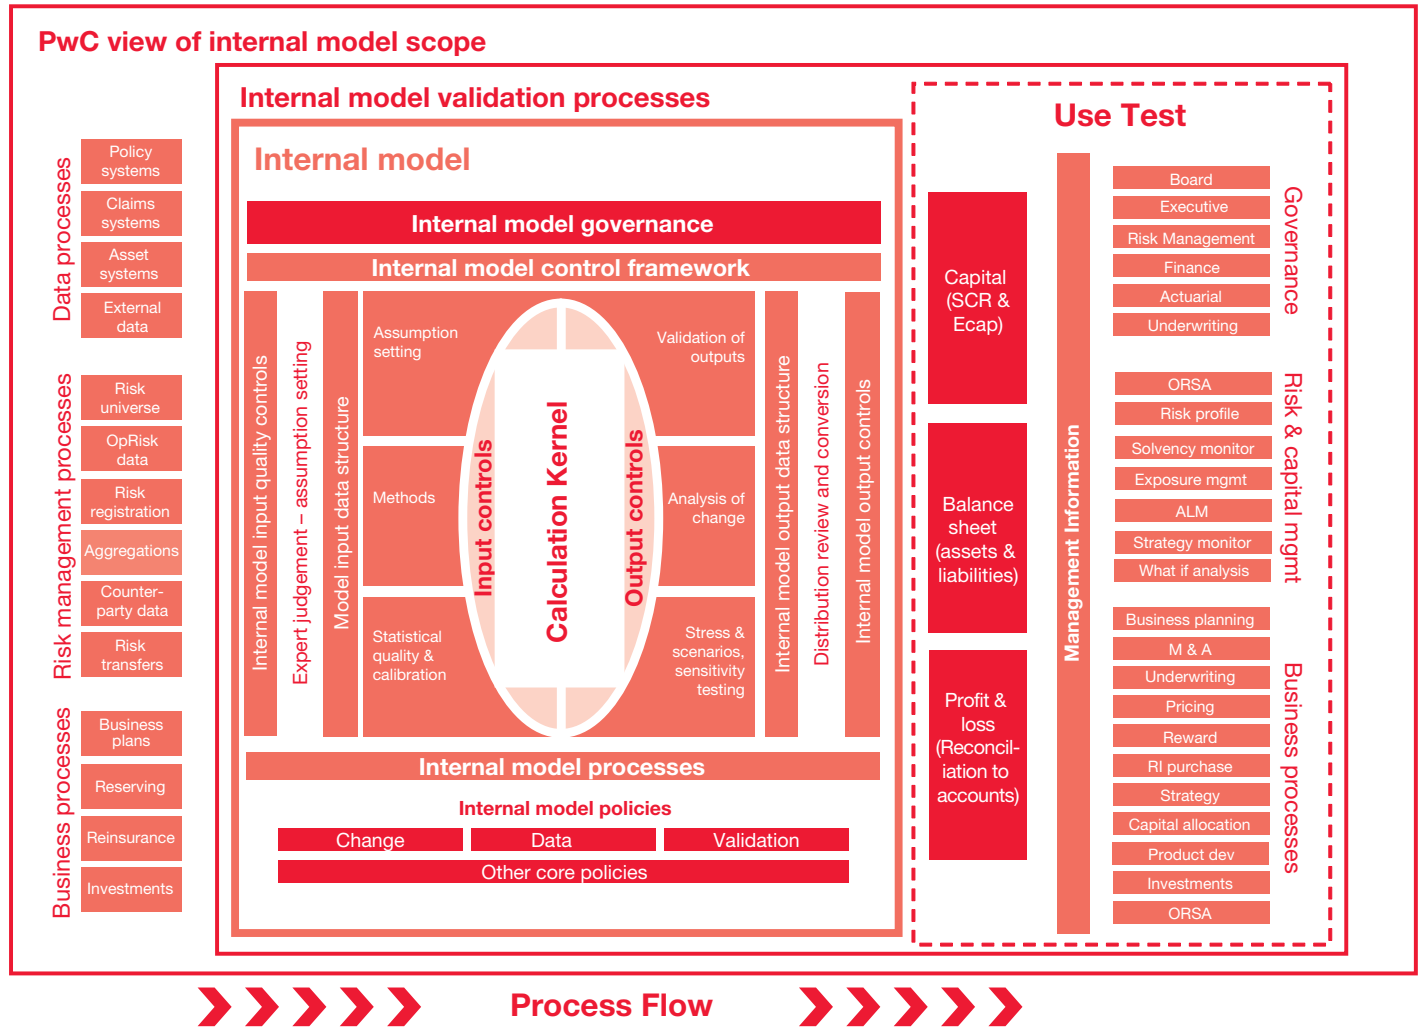 PwC view of internal model scope
Data processes
Policy
systems
Claims
systems
Asset
systems
External
data
Risk management processes
Risk
universe
OpRisk
data
Risk
registration
Aggregations
Counter-
party data
Risk
transfers
Business processes
Business
plans
Reserving
Reinsurance
Investments
Internal model validation processes
Internal model
Internal model governance
Internal model control framework
Internal model input quality controls
Expert judgement – assumption setting
Model input data structure
Assumption
setting
Methods
Statistical
quality &
calibration
Input controls
Calculation Kernel
Output controls
Validation of
outputs
Analysis of
change
Stress &
scenarios,
sensitivity
testing
Internal model output data structure
Distribution review and conversion
Internal model output controls
Internal model processes
Internal model policies
Change
Data
Validation
Other core policies
Use Test
Capital
(SCR &
Ecap)
Balance
sheet
(assets &
liabilities)
Profit &
loss
(Reconcil-
iation to
accounts)
Management Information
Board
Executive
Risk Management
Finance
Actuarial
Underwriting
Governance
ORSA
Risk profile
Solvency monitor
Exposure mgmt
ALM
Strategy monitor
What if analysis
Risk & capital mgmt
Business planning
M & A
Underwriting
Pricing
Reward
RI purchase
Strategy
Capital allocation
Product dev
Investments
ORSA
Business processes
Process Flow